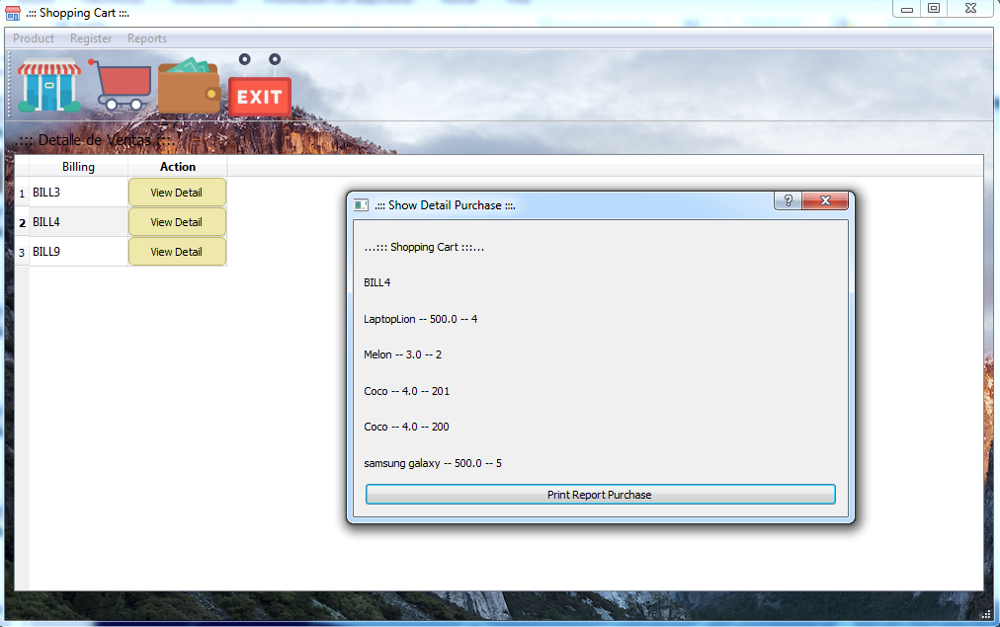 .::: Shopping Cart :::.
Product Register Reports
EXIT
.::: Detalle de Ventas :::.
Billing Action
1 BILL3 View Detail
2 BILL4 View Detail
3 BILL9 View Detail
.::: Show Detail Purchase :::.
...::: Shopping Cart :::...
BILL4
LaptopLion -- 500.0 -- 4
Melon -- 3.0 -- 2
Coco -- 4.0 -- 201
Coco -- 4.0 -- 200
samsung galaxy -- 500.0 -- 5
Print Report Purchase